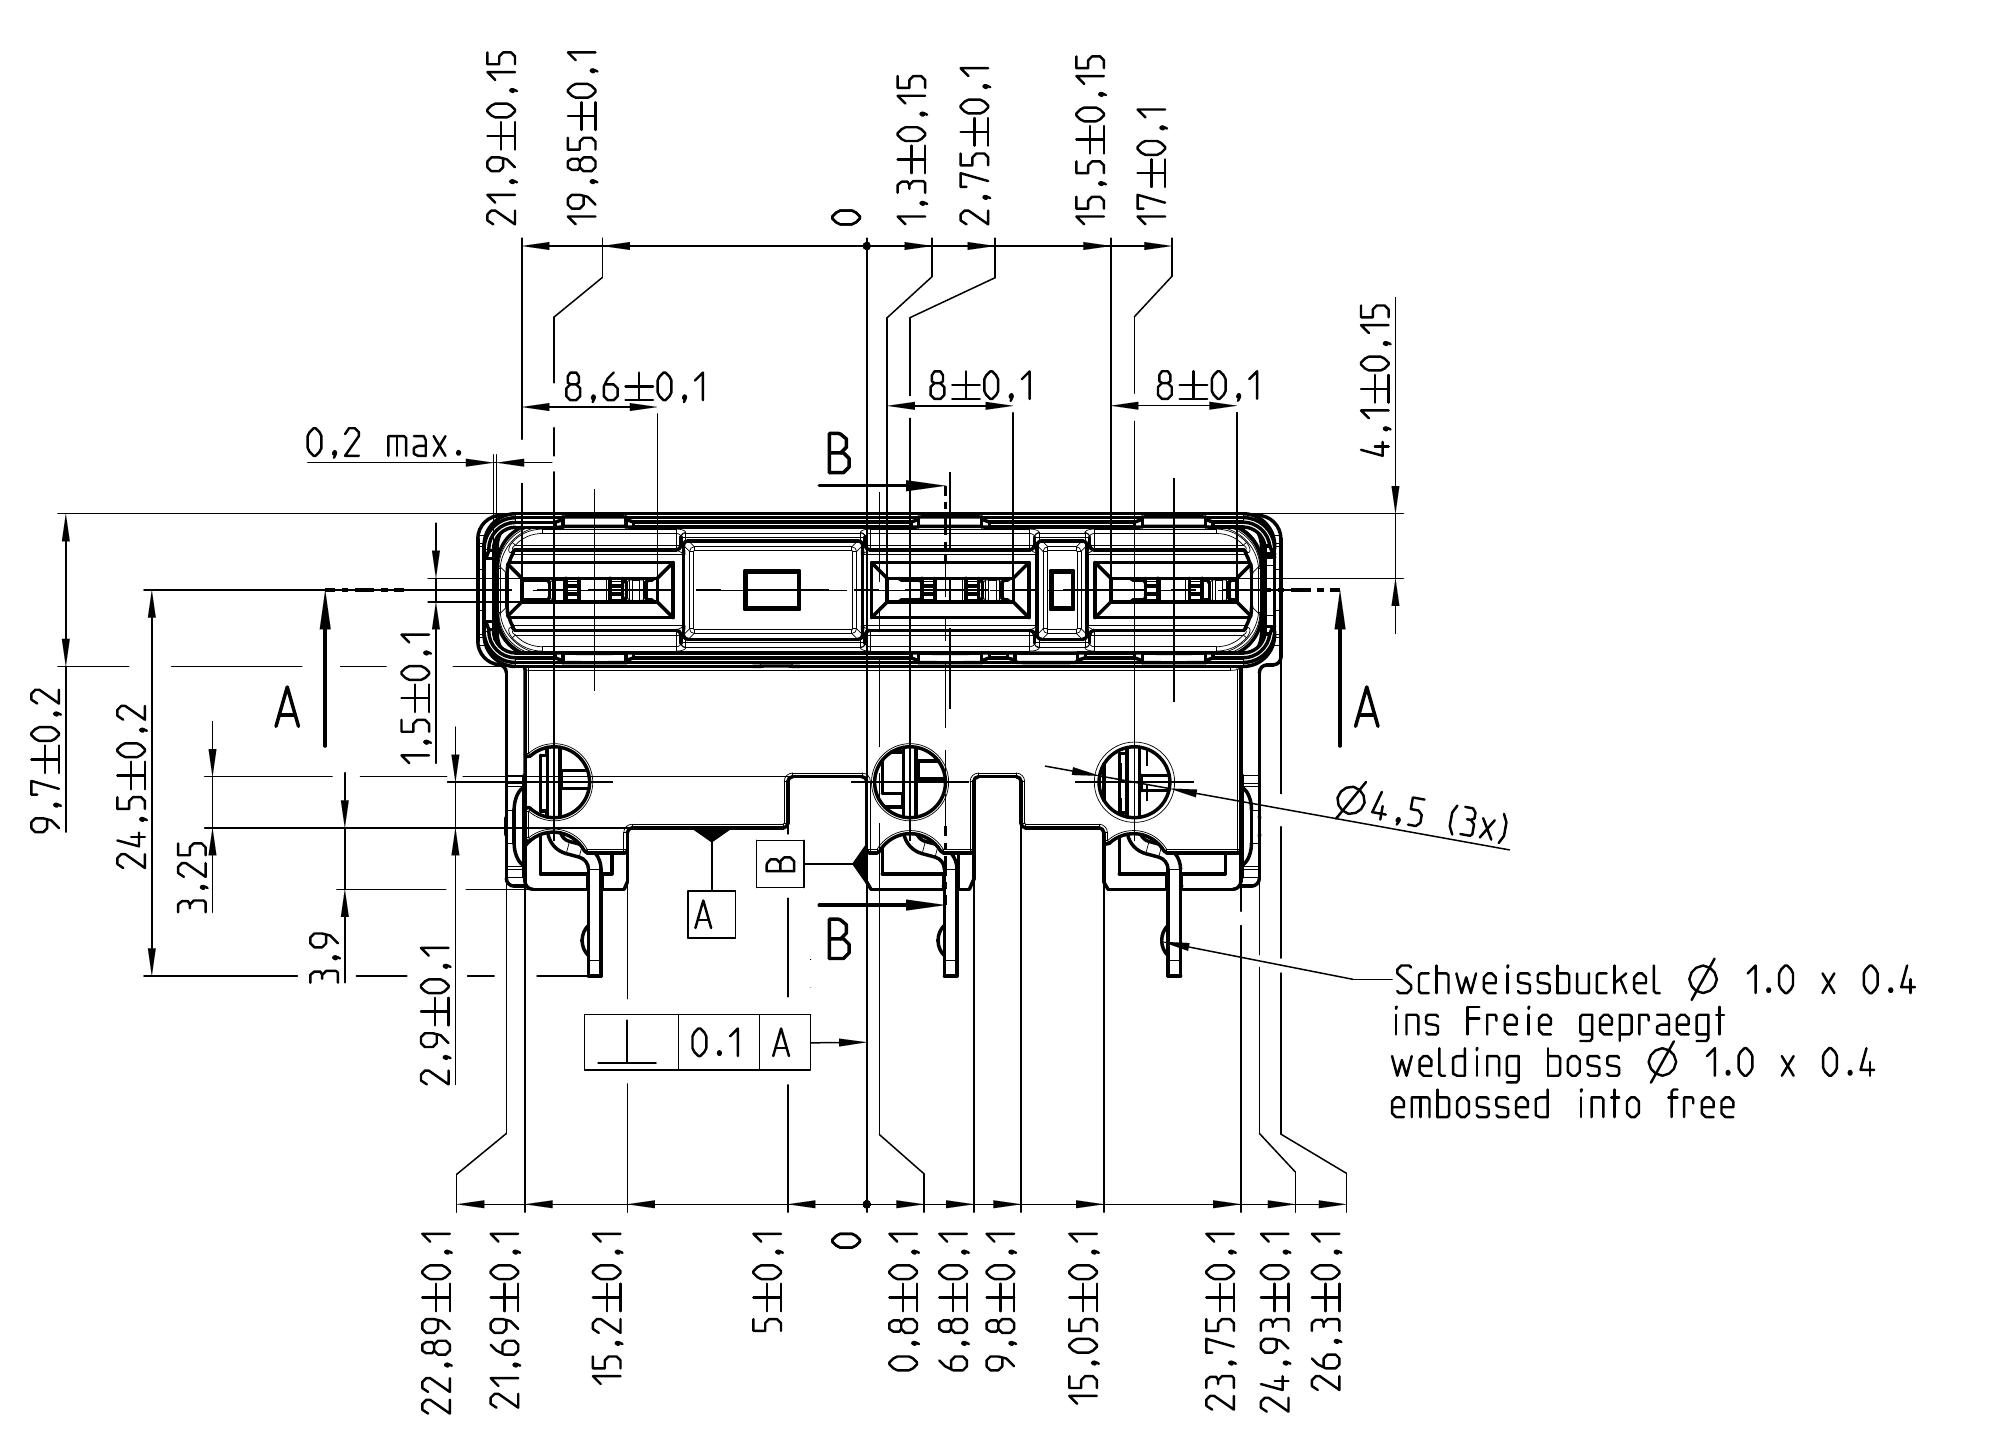 21,9±0,15
19,85±0,1
0
1,3±0,15
2,75±0,1
15,5±0,15
17±0,1
4,1±0,15
8,6±0,1
8±0,1
8±0,1
0,2 max.
B
A
A
9,7±0,2
24,5±0,2
1,5±0,1
3,25
3,9
2,9±0,1
Ø4,5 (3x)
B
A
B
⊥ 0.1 A
Schweissbuckel Ø 1.0 x 0.4
ins Freie gepraegt
welding boss Ø 1.0 x 0.4
embossed into free
22,89±0,1
21,69±0,1
15,2±0,1
5±0,1
0
0,8±0,1
6,8±0,1
9,8±0,1
15,05±0,1
23,75±0,1
24,93±0,1
26,3±0,1